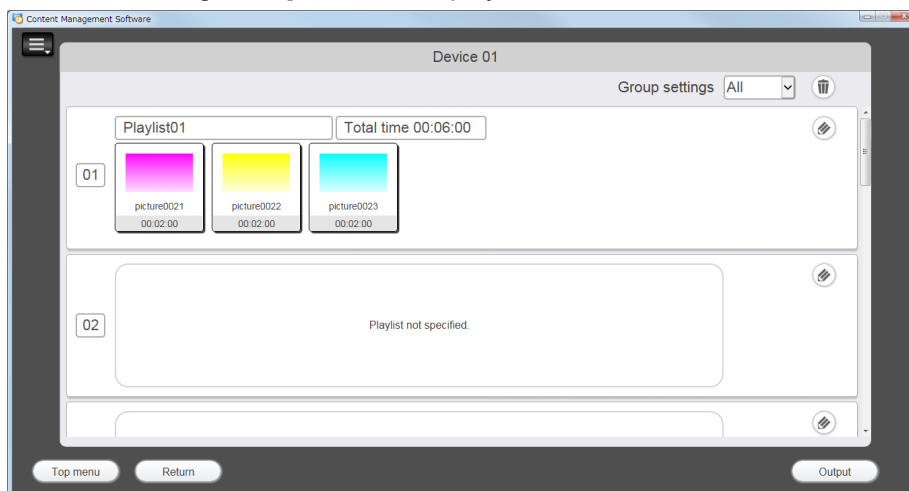 Content Management Software
Device 01
Group settings All
Playlist01 Total time 00:06:00
01
picture0021 picture0022 picture0023
00:02:00 00:02:00 00:02:00
02
Playlist not specified.
Top menu Return Output